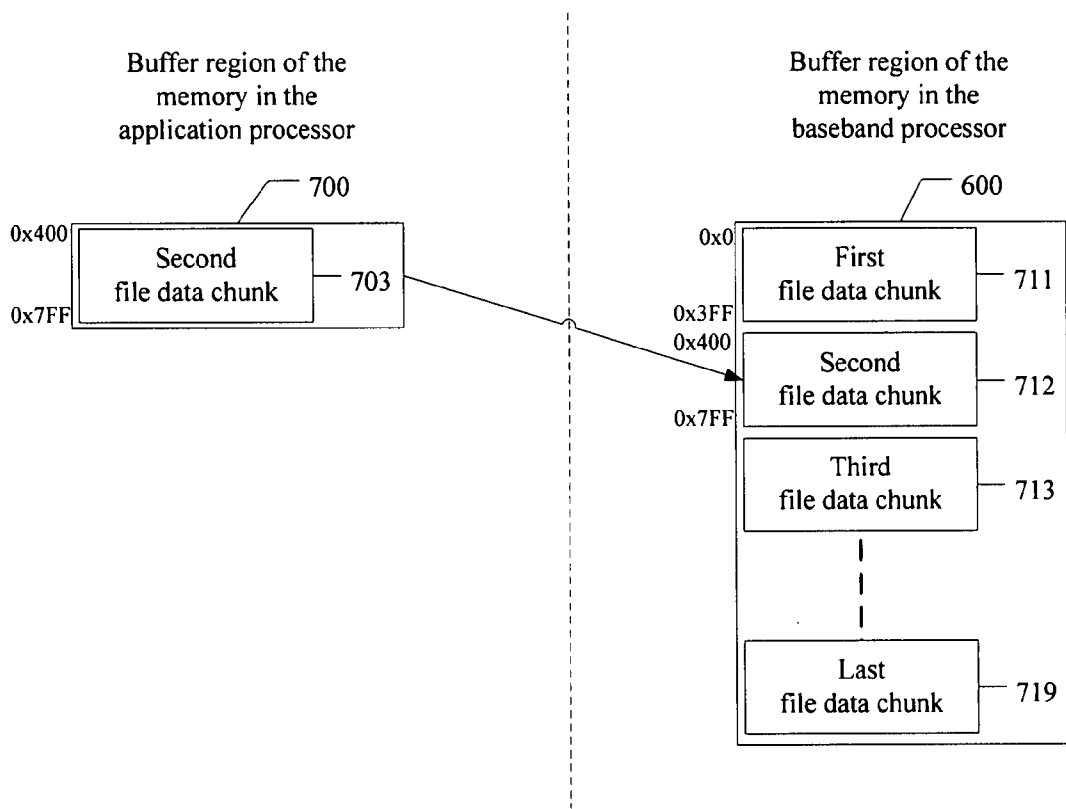 Buffer region of the
memory in the
application processor
700
0x400
Second
file data chunk
703
0x7FF
Buffer region of the
memory in the
baseband processor
600
0x0
First
file data chunk
711
0x3FF
0x400
Second
file data chunk
712
0x7FF
Third
file data chunk
713
Last
file data chunk
719